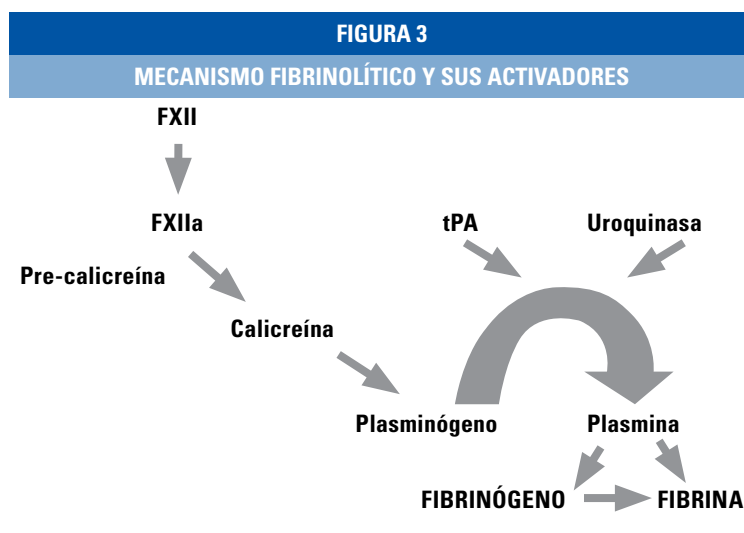 FIGURA 3
MECANISMO FIBRINOLÍTICO Y SUS ACTIVADORES
FXII
FXIIa
tPA
Uroquinasa
Pre-calicreína
Calicreína
Plasminógeno
Plasmina
FIBRINÓGENO
FIBRINA